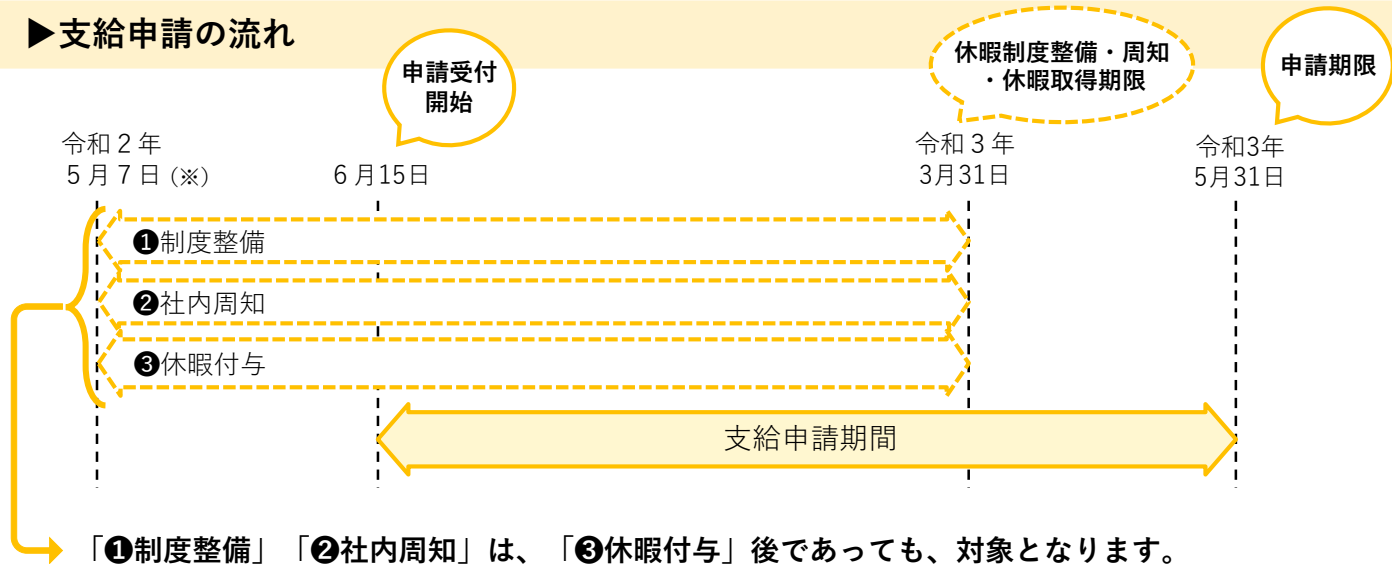 ▶支給申請の流れ
申請受付
開始
休暇制度整備・周知
・休暇取得期限
申請期限
令和２年
５月７日(※)
６月15日
令和３年
3月31日
令和3年
5月31日
❶制度整備
❷社内周知
❸休暇付与
支給申請期間
「❶制度整備」「❷社内周知」は、「❸休暇付与」後であっても、対象となります。